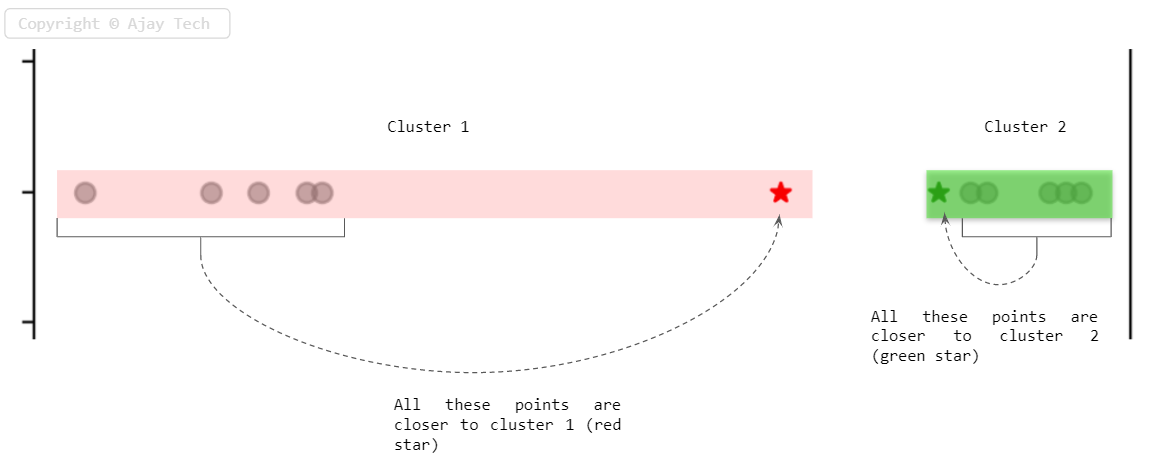 Copyright © Ajay Tech
Cluster 1
Cluster 2
All these points are
closer to cluster 2
(green star)
All these points are
closer to cluster 1 (red
star)